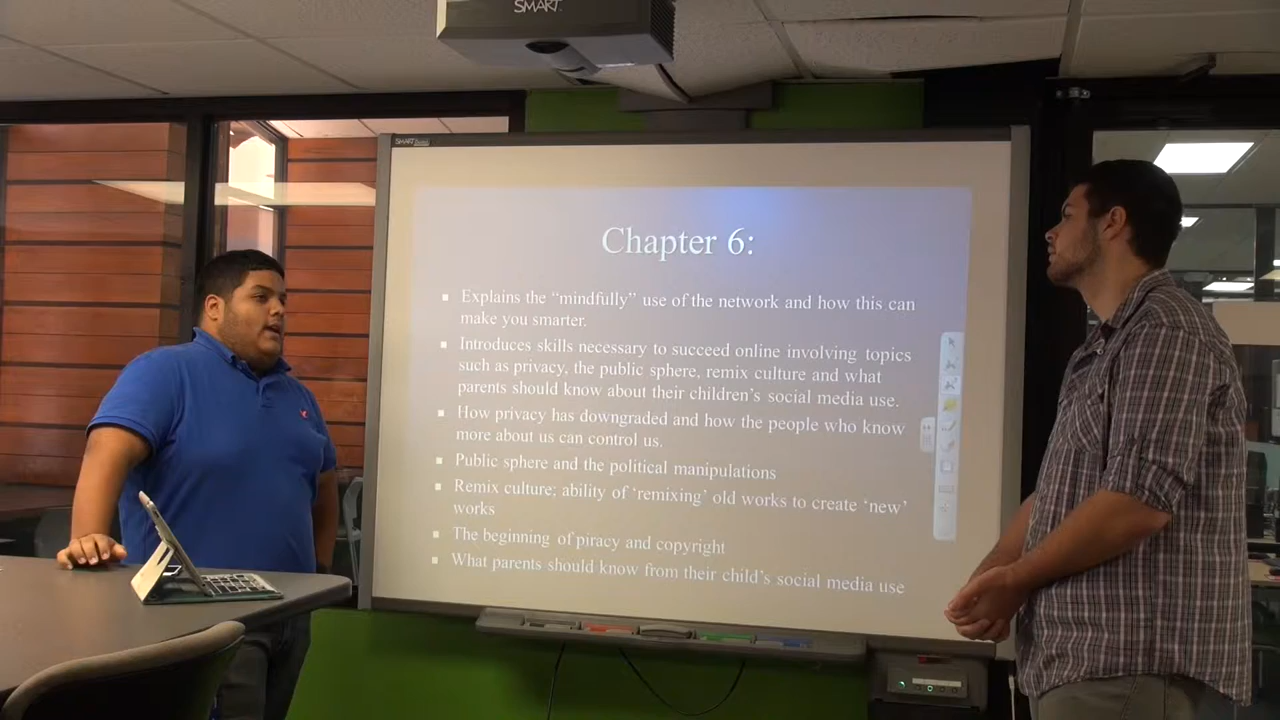 SMART
SMART
Chapter 6:
▪ Explains the “mindfully” use of the network and how this can
make you smarter.
▪ Introduces skills necessary to succeed online involving topics
such as privacy, the public sphere, remix culture and what
parents should know about their children’s social media use.
▪ How privacy has downgraded and how the people who know
more about us can control us.
▪ Public sphere and the political manipulations
▪ Remix culture; ability of ‘remixing’ old works to create ‘new’
works
▪ The beginning of piracy and copyright
▪ What parents should know from their child’s social media use